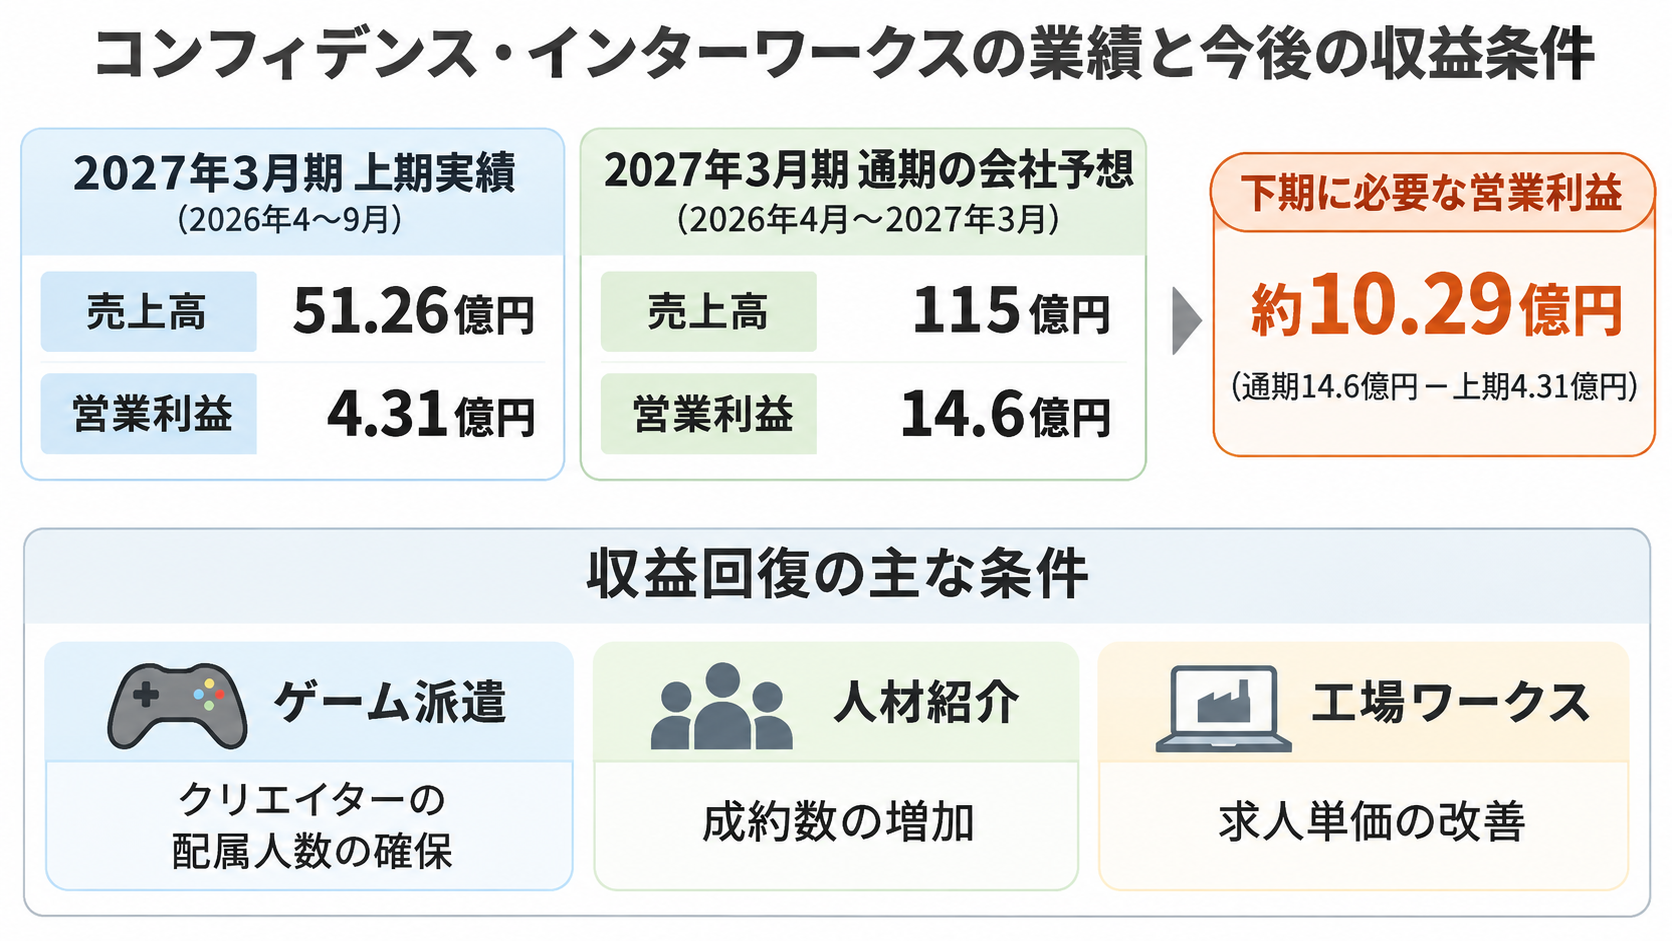 コンフィデンス・インターワークスの業績と今後の収益条件
2027年3月期 上期実績
（2026年4～9月）
売上高
51.26億円
営業利益
4.31億円
2027年3月期 通期の会社予想
（2026年4月～2027年3月）
売上高
115億円
営業利益
14.6億円
下期に必要な営業利益
約10.29億円
（通期14.6億円－上期4.31億円）
収益回復の主な条件
ゲーム派遣
クリエイターの
配属人数の確保
人材紹介
成約数の増加
工場ワークス
求人単価の改善